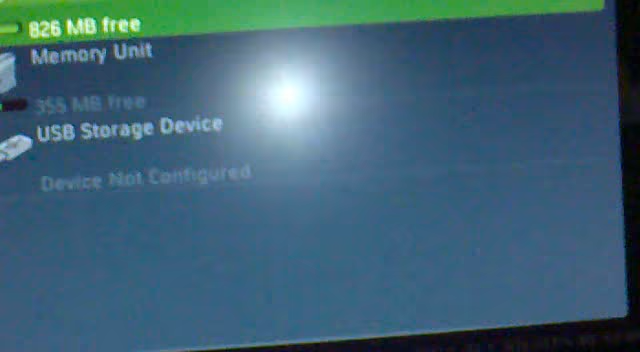 826 MB free
Memory Unit
355 MB free
USB Storage Device
Device Not Configured